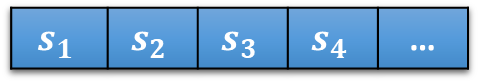 s₁ s₂ s₃ s₄ ...